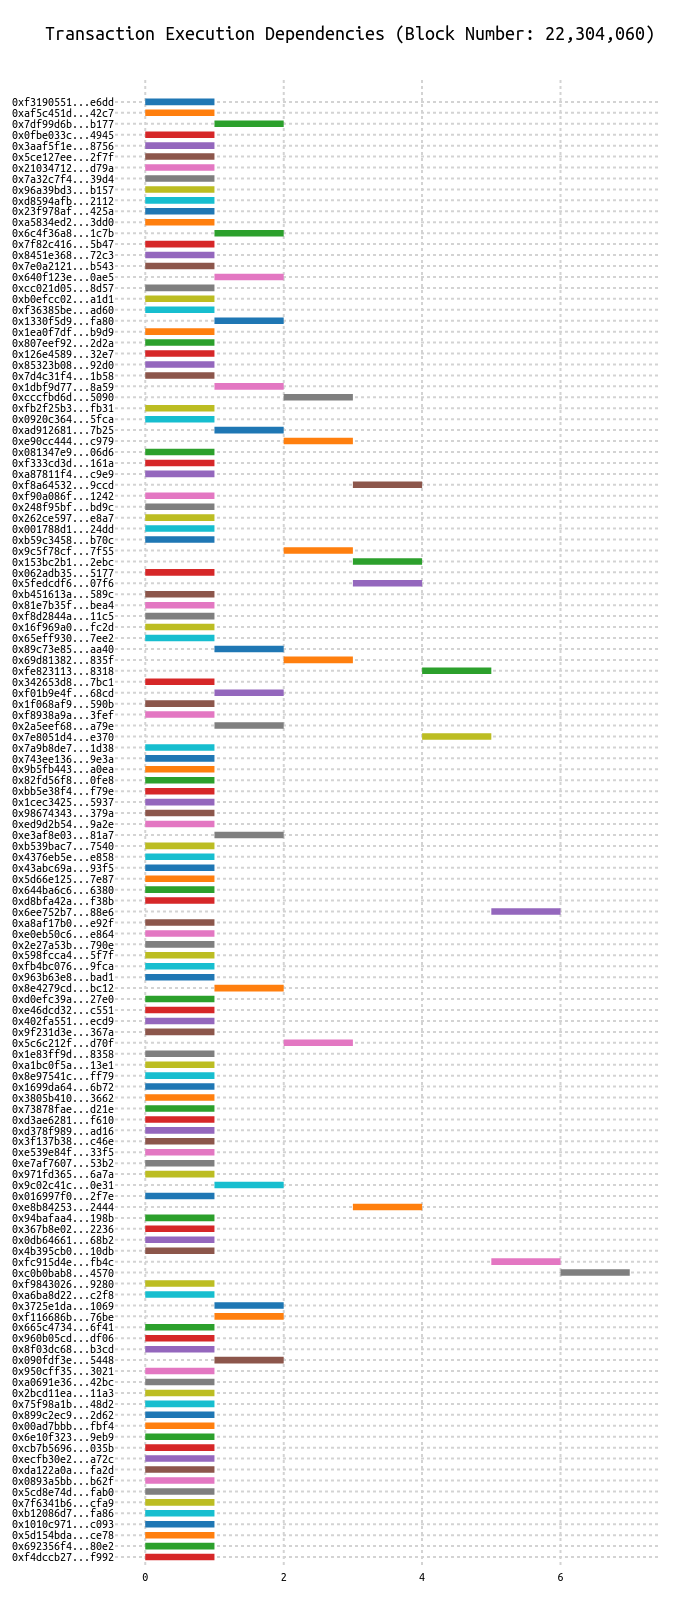 Transaction Execution Dependencies (Block Number: 22,304,060)
0xf3190551...e6dd
0xaf5c451d...42c7
0x7df99d6b...b177
0x0fbe033c...4945
0x3aaf5f1e...8756
0x5ce127ee...2f7f
0x21034712...d79a
0x7a32c7f4...39d4
0x96a39bd3...b157
0xd8594afb...2112
0x23f978af...425a
0xa5834ed2...3dd0
0x6c4f36a8...1c7b
0x7f82c416...5b47
0x8451e368...72c3
0x7e0a2121...b543
0x640f123e...0ae5
0xcc021d05...8d57
0xb0efcc02...a1d1
0xf36385be...ad60
0x1330f5d9...fa80
0x1ea0f7df...b9d9
0x807eef92...2d2a
0x126e4589...32e7
0x85323b08...92d0
0x7d4c31f4...1b58
0x1dbf9d77...8a59
0xcccfbd6d...5090
0xfb2f25b3...fb31
0x0920c364...5fca
0xad912681...7b25
0xe90cc444...c979
0x081347e9...06d6
0xf333cd3d...161a
0xa87811f4...c9e9
0xf8a64532...9ccd
0xf90a086f...1242
0x248f95bf...bd9c
0x262ce597...e8a7
0x001788d1...24dd
0xb59c3458...b70c
0x9c5f78cf...7f55
0x153bc2b1...2ebc
0x062adb35...5177
0x5fedcdf6...07f6
0xb451613a...589c
0x81e7b35f...bea4
0xf8d2844a...11c5
0x16f969a0...fc2d
0x65eff930...7ee2
0x89c73e85...aa40
0x69d81382...835f
0xfe823113...8318
0x342653d8...7bc1
0xf01b9e4f...68cd
0x1f068af9...590b
0xf8938a9a...3fef
0x2a5eef68...a79e
0x7e8051d4...e370
0x7a9b8de7...1d38
0x743ee136...9e3a
0x9b5fb443...a0ea
0x82fd56f8...0fe8
0xbb5e38f4...f79e
0x1cec3425...5937
0x98674343...379a
0xed9d2b54...9a2e
0xe3af8e03...81a7
0xb539bac7...7540
0x4376eb5e...e858
0x43abc69a...93f5
0x5d66e125...7e87
0x644ba6c6...6380
0xd8bfa42a...f38b
0x6ee752b7...88e6
0xa8af17b0...e92f
0xe0eb50c6...e864
0x2e27a53b...790e
0x598fcca4...5f7f
0xfb4bc076...9fca
0x963b63e8...bad1
0x8e4279cd...bc12
0xd0efc39a...27e0
0xe46dcd32...c551
0x402fa551...ecd9
0x9f231d3e...367a
0x5c6c212f...d70f
0x1e83ff9d...8358
0xa1bc0f5a...13e1
0x8e97541c...ff79
0x1699da64...6b72
0x3805b410...3662
0x73878fae...d21e
0xd3ae6281...f610
0xd378f989...ad16
0x3f137b38...c46e
0xe539e84f...33f5
0xe7af7607...53b2
0x971fd365...6a7a
0x9c02c41c...0e31
0x016997f0...2f7e
0xe8b84253...2444
0x94bafaa4...198b
0x367b8e02...2236
0x0db64661...68b2
0x4b395cb0...10db
0xfc915d4e...fb4c
0xc0b0bab8...4570
0xf9843026...9280
0xa6ba8d22...c2f8
0x3725e1da...1069
0xf116686b...76be
0x665c4734...6f41
0x960b05cd...df06
0x8f03dc68...b3cd
0x090fdf3e...5448
0x950cff35...3021
0xa0691e36...42bc
0x2bcd11ea...11a3
0x75f98a1b...48d2
0x899c2ec9...2d62
0x00ad7bbb...fbf4
0x6e10f323...9eb9
0xcb7b5696...035b
0xecfb30e2...a72c
0xda122a0a...fa2d
0x0893a5bb...b62f
0x5cd8e74d...fab0
0x7f6341b6...cfa9
0xb12086d7...fa86
0x1010c971...c093
0x5d154bda...ce78
0x692356f4...80e2
0xf4dccb27...f992
0 2 4 6